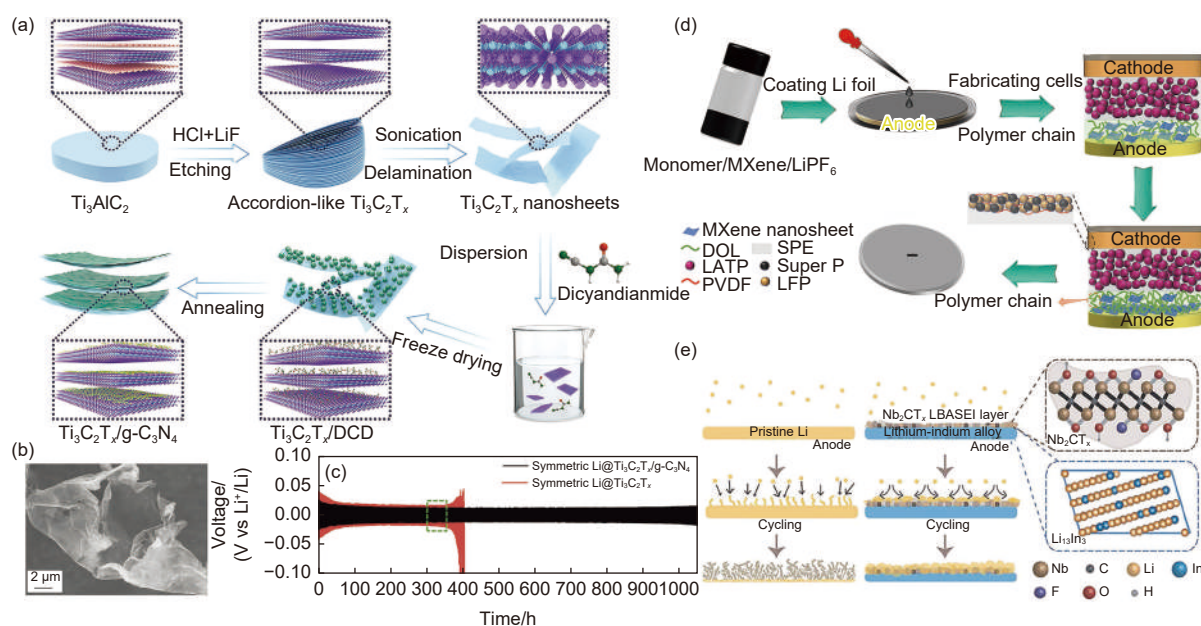 (a)
HCl+LiF
Etching
Sonication
Delamination
Ti₃AlC₂
Accordion-like Ti₃C₂Tₓ
Ti₃C₂Tₓ nanosheets
Dispersion
Dicyandianmide
Annealing
Freeze drying
Ti₃C₂Tₓ/g-C₃N₄
Ti₃C₂Tₓ/DCD
(b)
2 μm
(c)
Voltage/
(V vs Li⁺/Li)
0.10
0.05
0.00
−0.05
−0.10
Symmetric Li@Ti₃C₂Tₓ/g-C₃N₄
Symmetric Li@Ti₃C₂Tₓ
0 100 200 300 400 500 600 700 800 900 1000
Time/h
(d)
Coating Li foil
Fabricating cells
Anode
Polymer chain
Monomer/MXene/LiPF₆
Cathode
Anode
MXene nanosheet
DOL
SPE
LATP
Super P
PVDF
LFP
Polymer chain
Cathode
Anode
(e)
Pristine Li
Anode
Nb₂CTₓ LBASEI layer
Lithium-indium alloy
Anode
Cycling
Cycling
Nb₂CTₓ
Li₁₃In₃
Nb C Li In
F O H